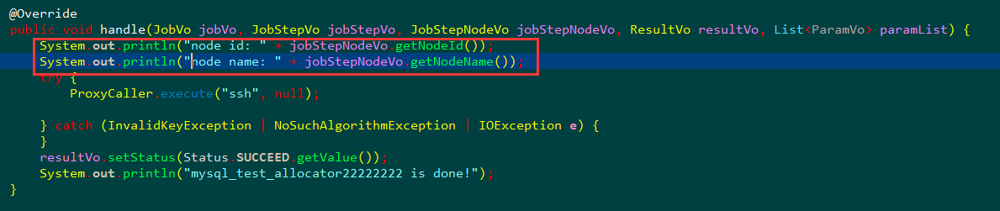 @Override
public void handle(JobVo jobVo, JobStepVo jobStepVo, JobStepNodeVo jobStepNodeVo, ResultVo resultVo, List<ParamVo> paramList) {
System.out.println("node id: " + jobStepNodeVo.getNodeId());
System.out.println("node name: " + jobStepNodeVo.getNodeName());
try {
ProxyCaller.execute("ssh", null);
} catch (InvalidKeyException | NoSuchAlgorithmException | IOException e) {
}
resultVo.setStatus(Status.SUCCEED.getValue());
System.out.println("mysql_test_allocator22222222 is done!");
}